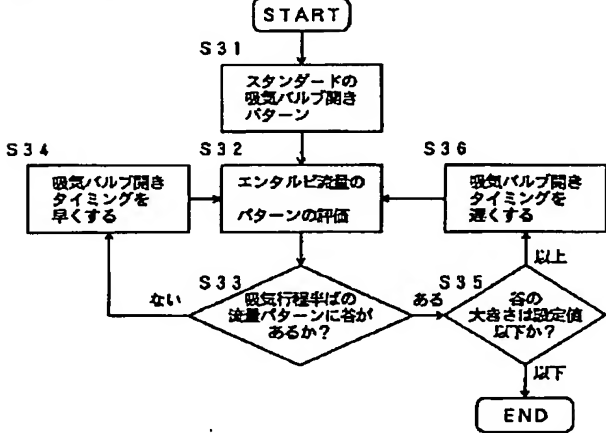 START
S31
スタンダードの
吸気バルブ開き
パターン
S34
吸気バルブ開き
タイミングを
早くする
S32
エンタルピ流量の
パターンの評価
S36
吸気バルブ開き
タイミングを
遅くする
S33
吸気行程半ばの
流量パターンに谷が
あるか?
ない
ある
S35
谷の
大きさは設定値
以下か?
以上
以下
END